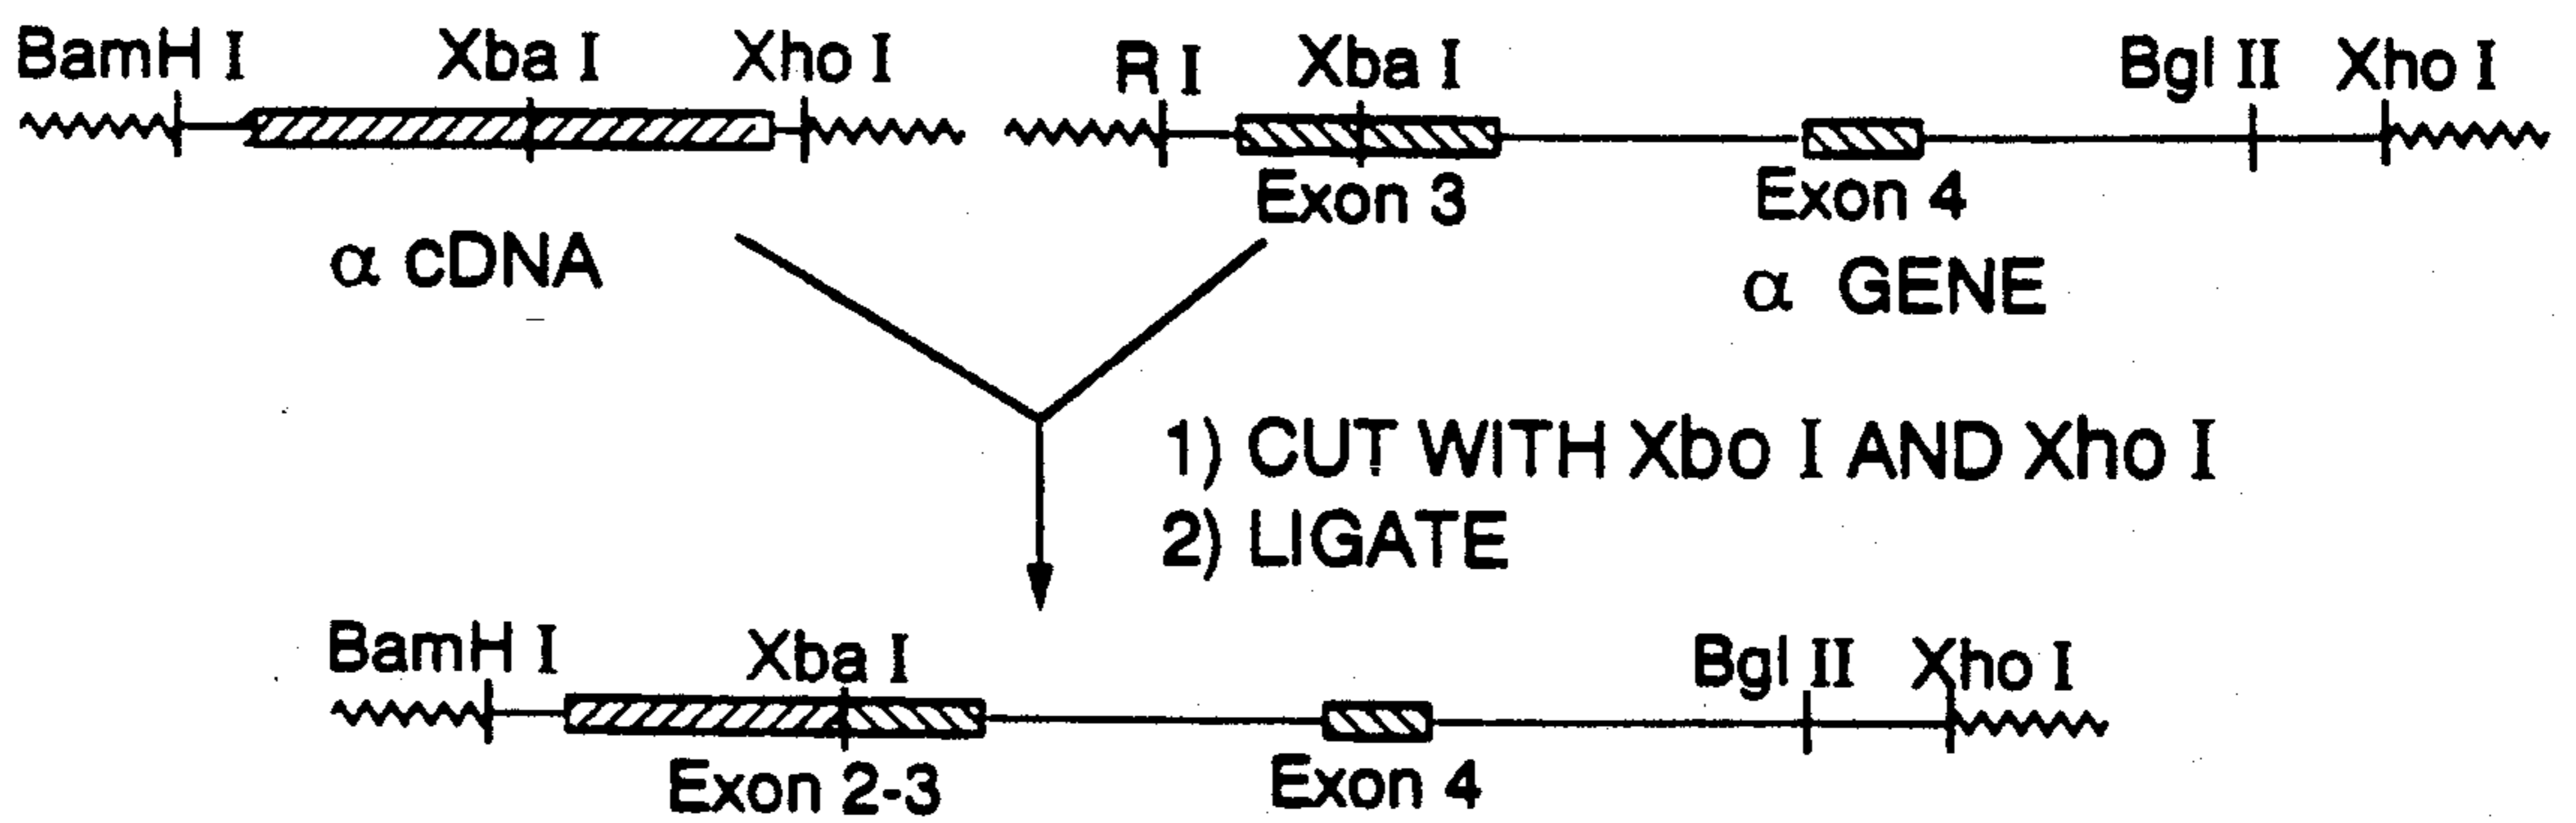 BamH I Xba I Xho I R I Xba I Bgl II Xho I
Exon 3 Exon 4
α cDNA α GENE
1) CUT WITH Xbo I AND Xho I
2) LIGATE
BamH I Xba I Bgl II Xho I
Exon 2-3 Exon 4